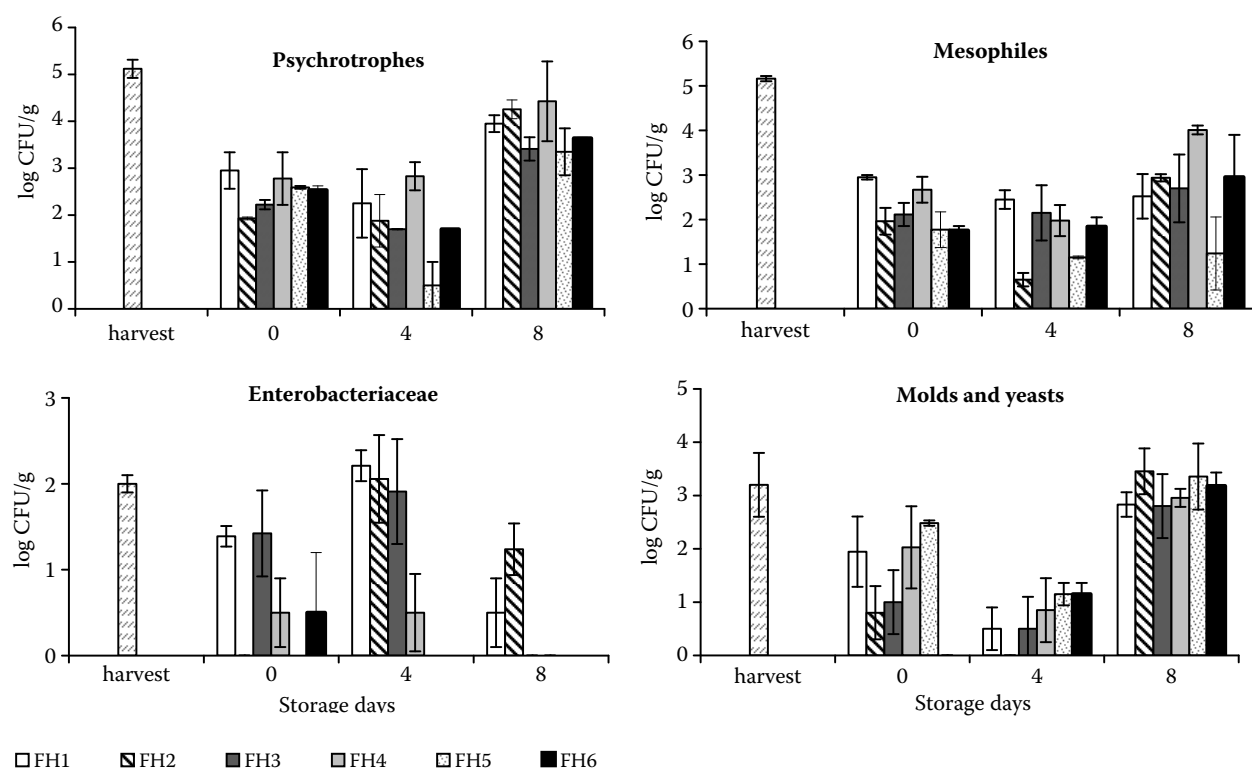 Psychrotrophes
log CFU/g
6
5
4
3
2
1
0
harvest 0 4 8
Mesophiles
log CFU/g
6
5
4
3
2
1
0
harvest 0 4 8
Enterobacteriaceae
log CFU/g
3
2
1
0
harvest 0 4 8
Storage days
Molds and yeasts
log CFU/g
5
4
3
2
1
0
harvest 0 4 8
Storage days
FH1 FH2 FH3 FH4 FH5 FH6